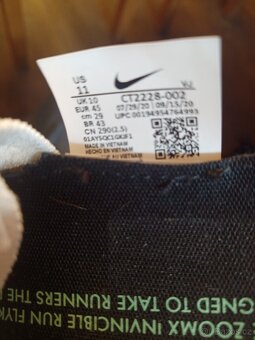 US
11
YU
UK 10
CT2228-002
EUR 45
07/29/20 09/13/20
cm 29
UPC:00194954764993
BR 43
CN 290(2.5)
MADE IN VIETNAM
HECHO EN VIETNAM
ZOOMX INVINCIBLE RUN
GNED TO TAKE RUNNERS THE